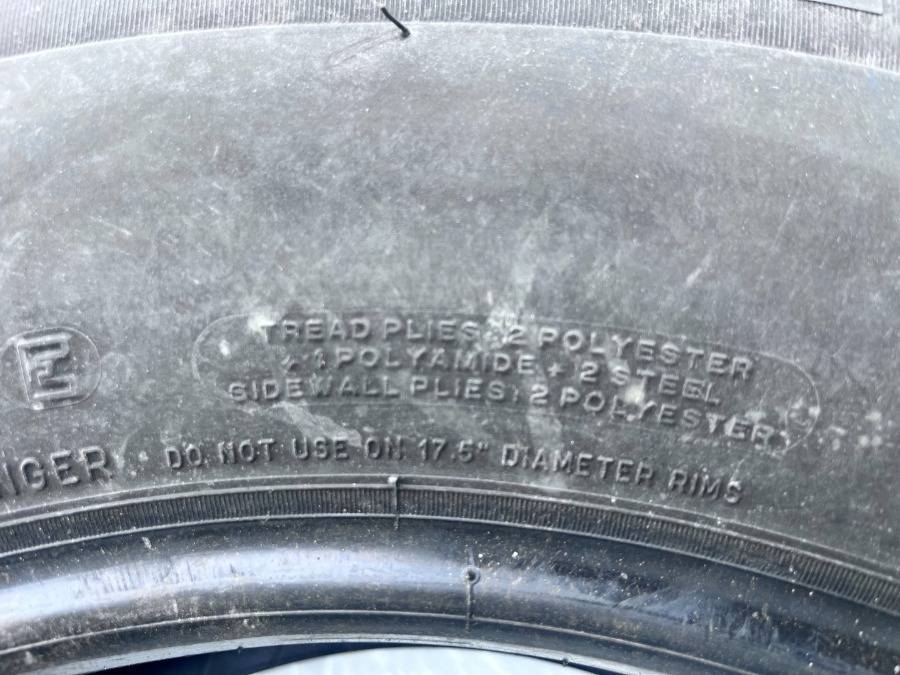 TREAD PLIES: 2 POLYESTER
+ 1 POLYAMIDE + 2 STEEL
SIDEWALL PLIES: 2 POLYESTER
NGER DO NOT USE ON 17.5" DIAMETER RIMS